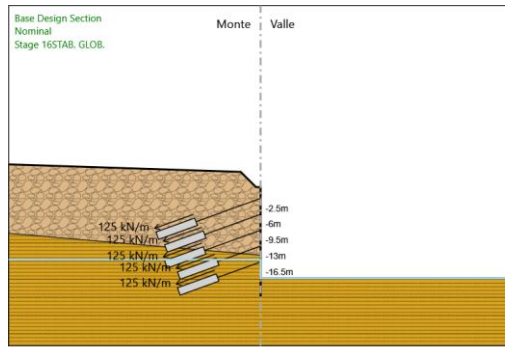 Base Design Section
Nominal
Stage 16STAB. GLOB.
Monte
Valle
-2.5m
-6m
-9.5m
-13m
-16.5m
125 kN/m
125 kN/m
125 kN/m
125 kN/m
125 kN/m